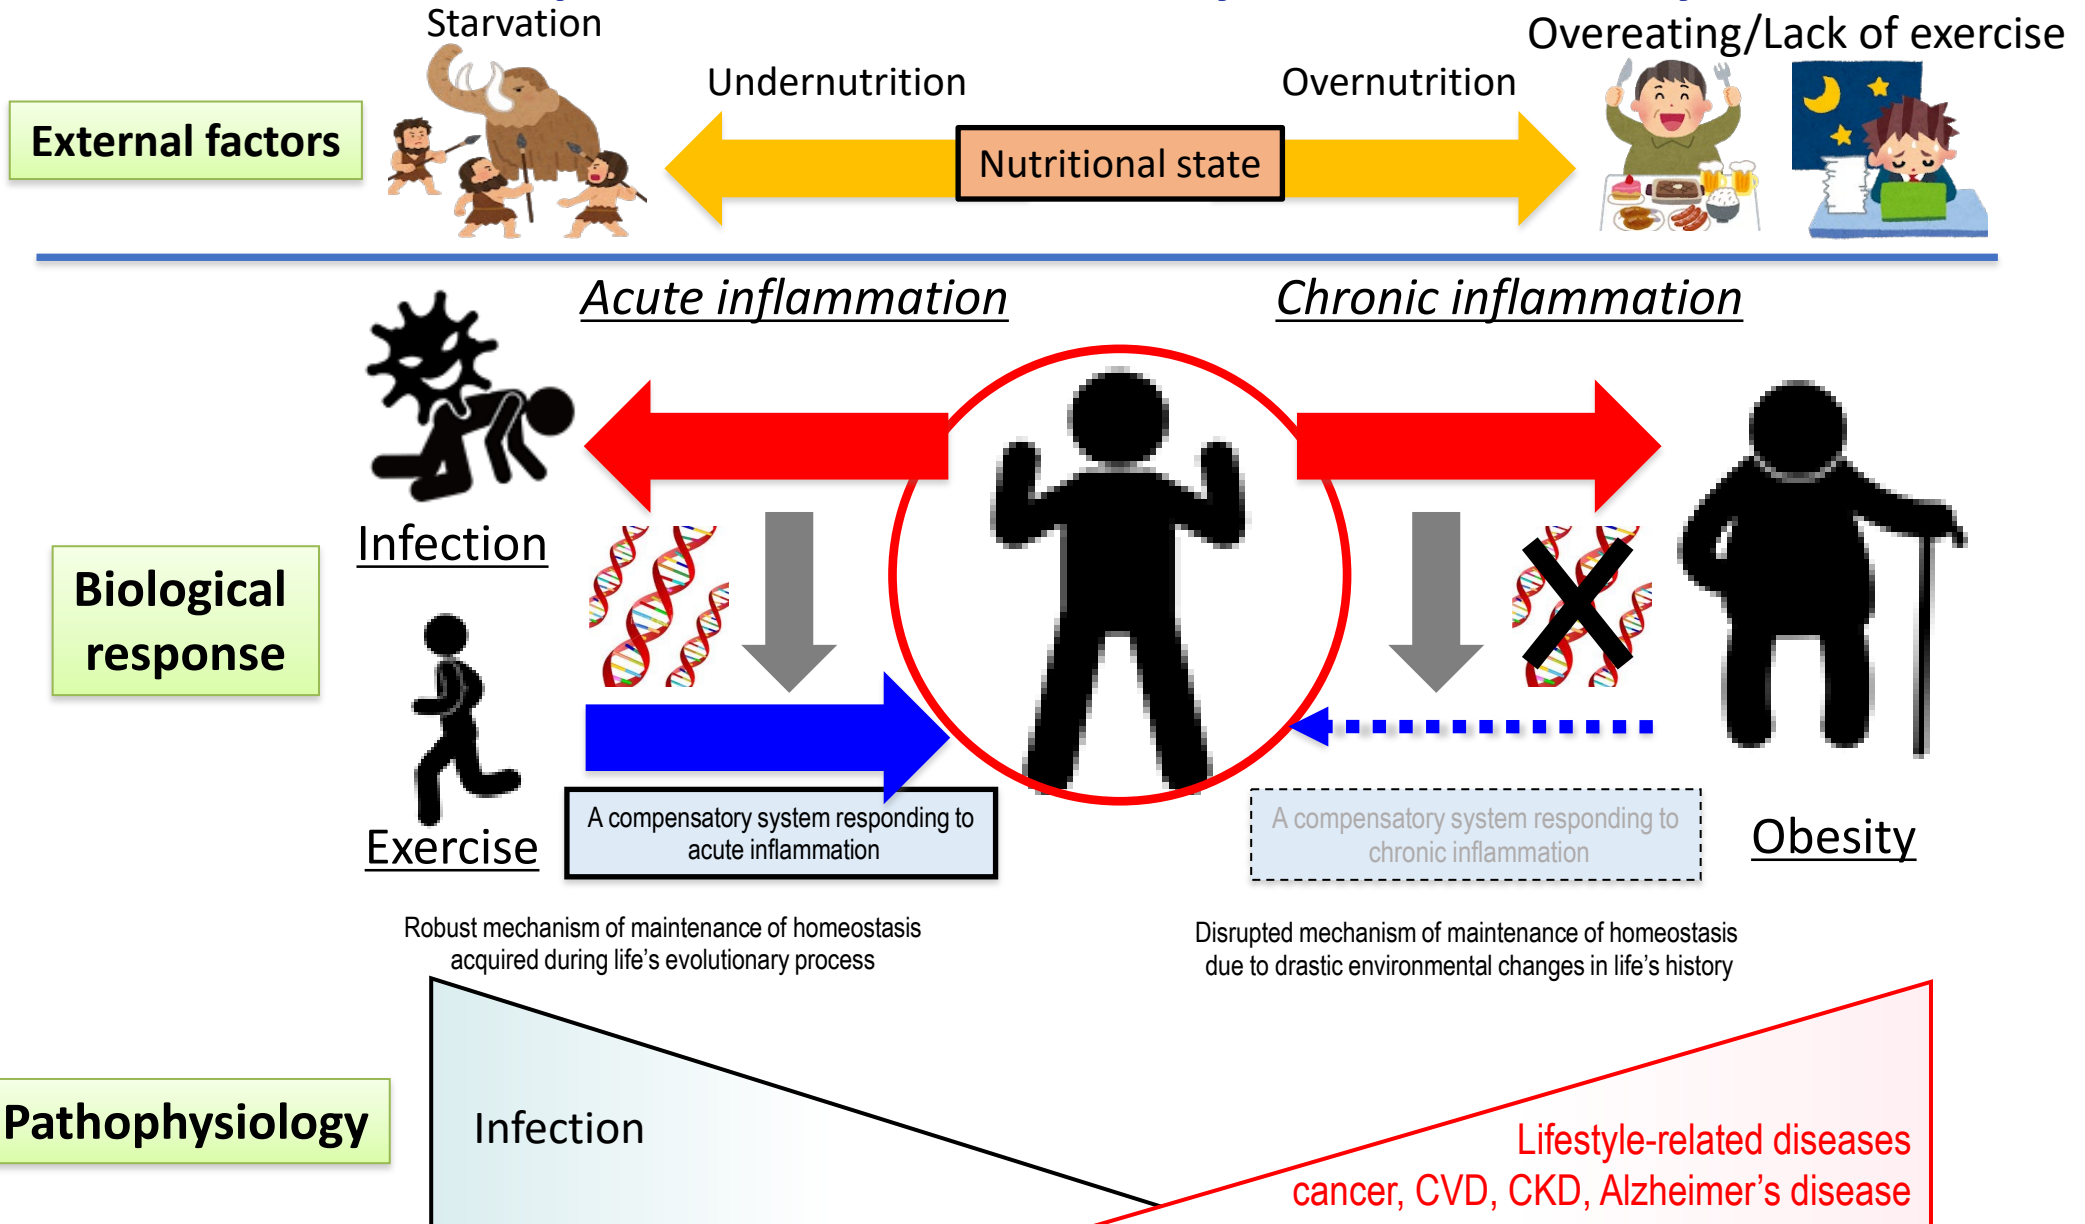 Starvation
Overeating/Lack of exercise
Undernutrition
Overnutrition
External factors
Nutritional state
Acute inflammation
Chronic inflammation
Infection
Biological
response
Exercise
A compensatory system responding to
acute inflammation
A compensatory system responding to
chronic inflammation
Obesity
Robust mechanism of maintenance of homeostasis
acquired during life's evolutionary process
Disrupted mechanism of maintenance of homeostasis
due to drastic environmental changes in life's history
Pathophysiology
Infection
Lifestyle-related diseases
cancer, CVD, CKD, Alzheimer's disease